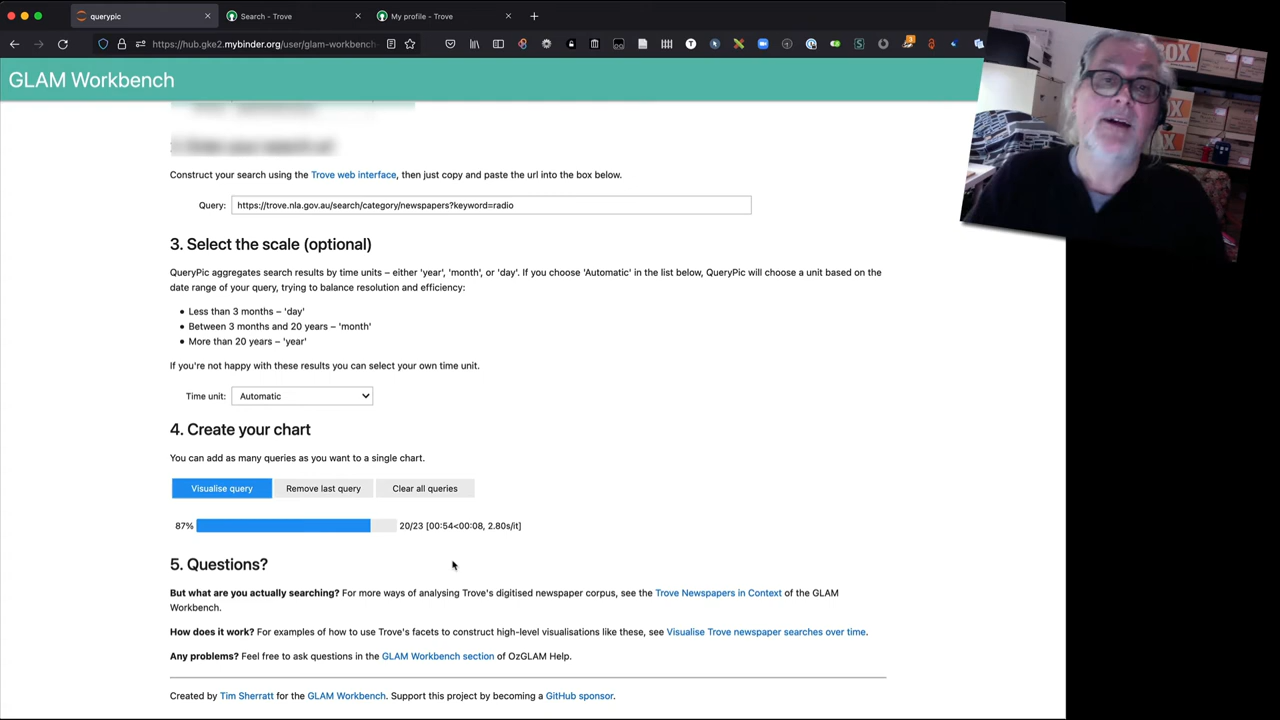 querypic
Search - Trove
My profile - Trove
https://hub.gke2.mybinder.org/user/glam-workbench
GLAM Workbench
Construct your search using the Trove web interface, then just copy and paste the url into the box below.
Query: https://trove.nla.gov.au/search/category/newspapers?keyword=radio
3. Select the scale (optional)
QueryPic aggregates search results by time units – either 'year', 'month', or 'day'. If you choose 'Automatic' in the list below, QueryPic will choose a unit based on the
date range of your query, trying to balance resolution and efficiency:
• Less than 3 months – 'day'
• Between 3 months and 20 years – 'month'
• More than 20 years – 'year'
If you're not happy with these results you can select your own time unit.
Time unit: Automatic
4. Create your chart
You can add as many queries as you want to a single chart.
Visualise query Remove last query Clear all queries
87% 20/23 [00:54<00:08, 2.80s/it]
5. Questions?
But what are you actually searching? For more ways of analysing Trove's digitised newspaper corpus, see the Trove Newspapers in Context of the GLAM
Workbench.
How does it work? For examples of how to use Trove's facets to construct high-level visualisations like these, see Visualise Trove newspaper searches over time.
Any problems? Feel free to ask questions in the GLAM Workbench section of OzGLAM Help.
Created by Tim Sherratt for the GLAM Workbench. Support this project by becoming a GitHub sponsor.